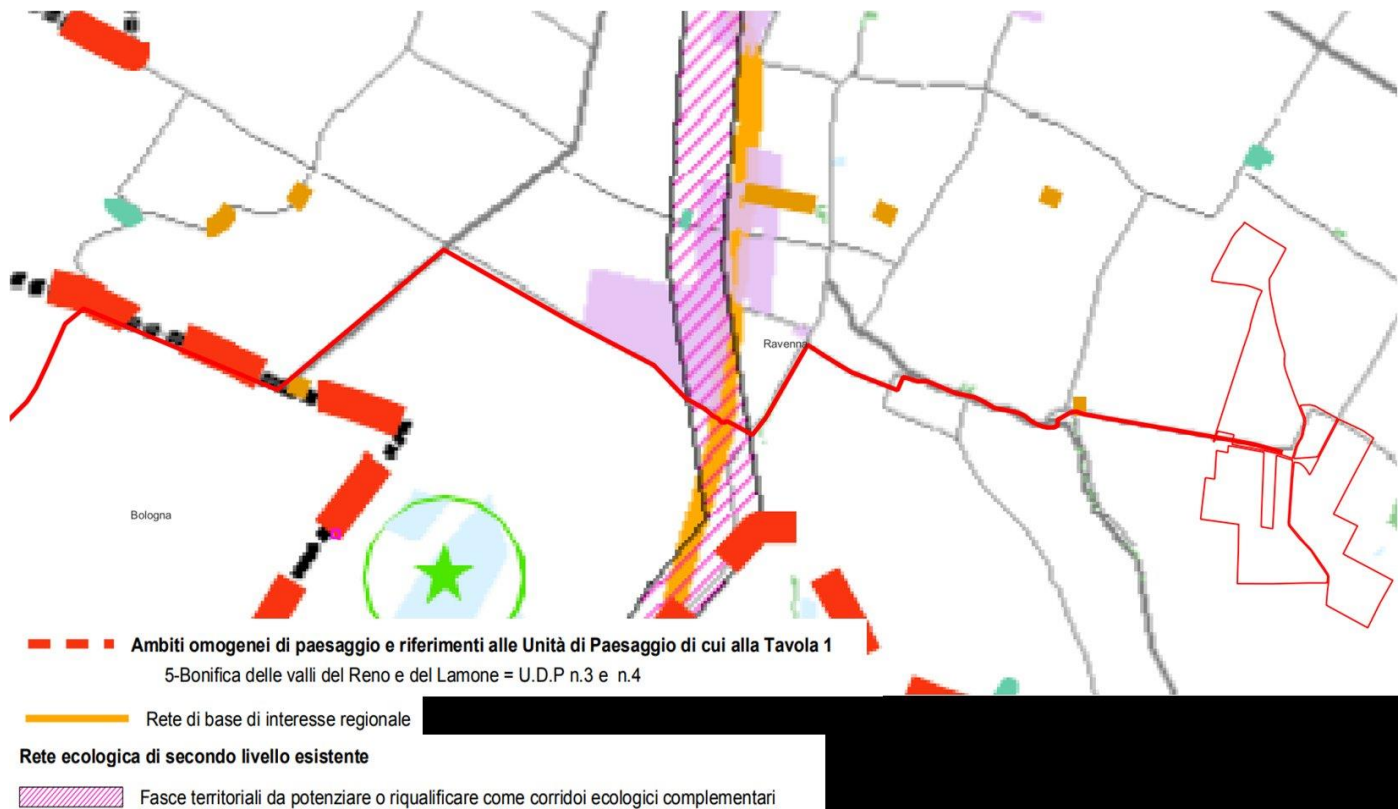 Ravenna
Bologna
Ambiti omogenei di paesaggio e riferimenti alle Unità di Paesaggio di cui alla Tavola 1
5-Bonifica delle valli del Reno e del Lamone = U.D.P n.3 e n.4
Rete di base di interesse regionale
Rete ecologica di secondo livello esistente
Fasce territoriali da potenziare o riqualificare come corridoi ecologici complementari